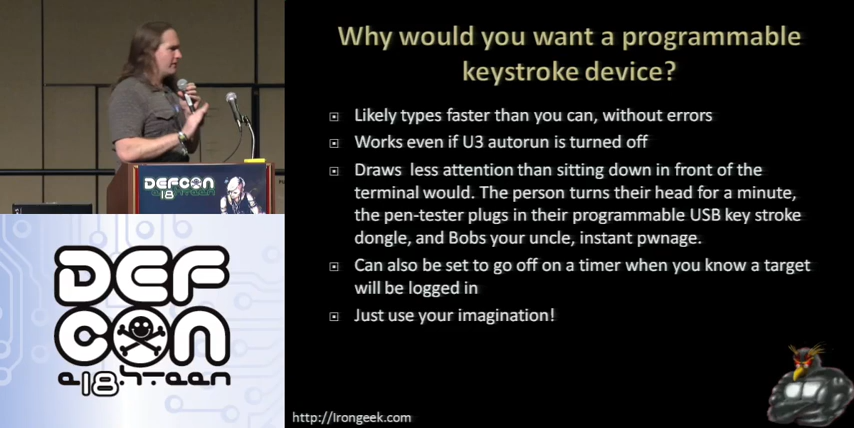 Why would you want a programmable
keystroke device?
Likely types faster than you can, without errors
Works even if U3 autorun is turned off
Draws less attention than sitting down in front of the
terminal would. The person turns their head for a minute,
the pen-tester plugs in their programmable USB key stroke
dongle, and Bobs your uncle, instant pwnage.
Can also be set to go off on a timer when you know a target
will be logged in
Just use your imagination!
http://Irongeek.com
DEFCON
18
DEF
CON
e18hteen